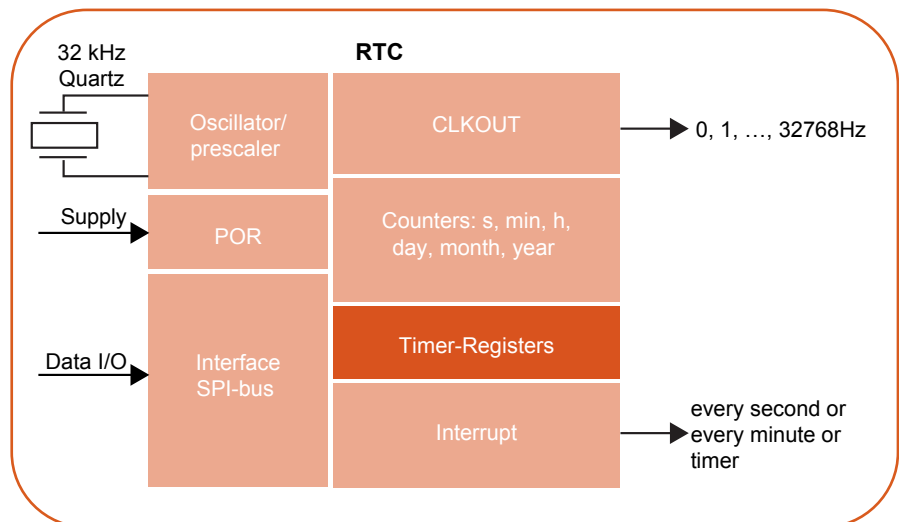 RTC
32 kHz
Quartz
Oscillator/
prescaler
CLKOUT
0, 1, …, 32768Hz
Supply
POR
Counters: s, min, h,
day, month, year
Timer-Registers
Data I/O
Interface
SPI-bus
Interrupt
every second or
every minute or
timer